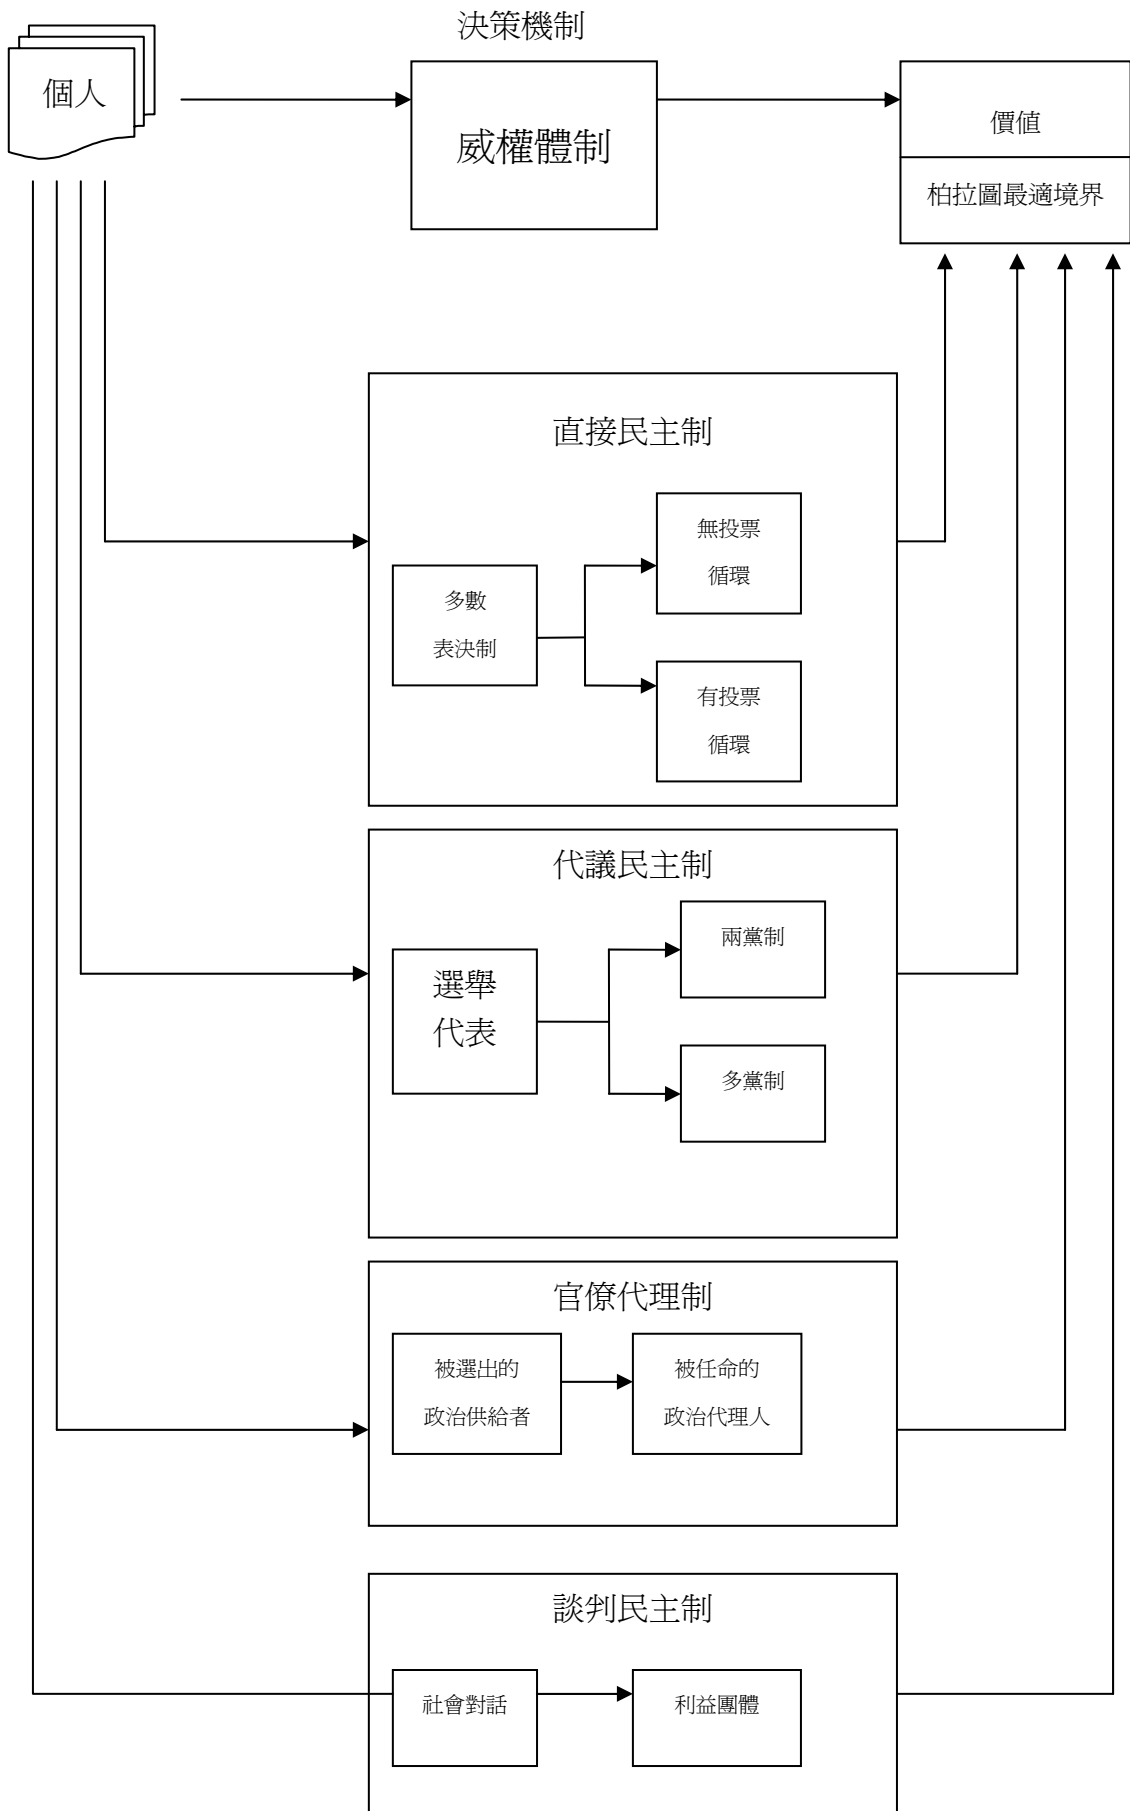 決策機制
個人
威權體制
價值
柏拉圖最適境界
直接民主制
多數
表決制
無投票
循環
有投票
循環
代議民主制
選舉
代表
兩黨制
多黨制
官僚代理制
被選出的
政治供給者
被任命的
政治代理人
談判民主制
社會對話
利益團體